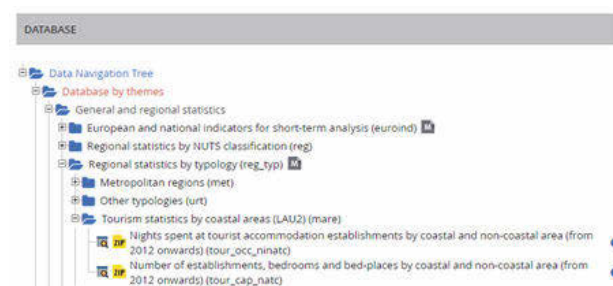 DATABASE
Data Navigation Tree
Database by themes
General and regional statistics
European and national indicators for short-term analysis (euroind) M
Regional statistics by NUTS classification (reg)
Regional statistics by typology (reg_typ) M
Metropolitan regions (met)
Other typologies (urt)
Tourism statistics by coastal areas (LAU2) (mare)
ZIP Nights spent at tourist accommodation establishments by coastal and non-coastal area (from
2012 onwards) (tour_occ_ninatc)
ZIP Number of establishments, bedrooms and bed-places by coastal and non-coastal area (from
2012 onwards) (tour_cap_natc)